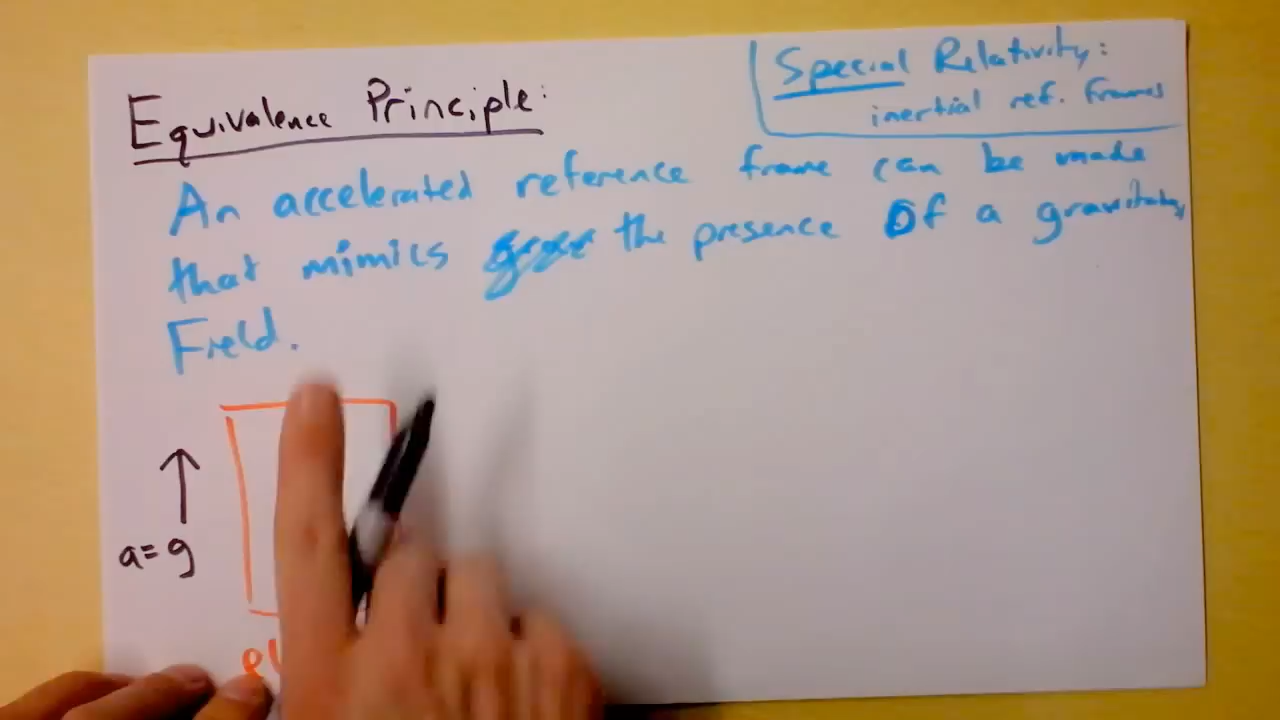 Equivalence Principle:
Special Relativity:
inertial ref. frames
An accelerated reference frame can be made
that mimics the presence of a gravitational
Field.
a = g